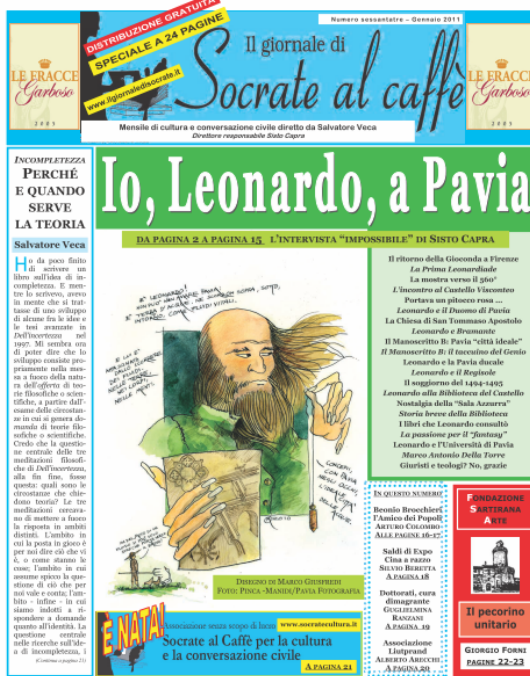 DISTRIBUZIONE GRATUITA
SPECIALE A 24 PAGINE
www.ilgiornaledisocrate.it
Numero sessantatre – Gennaio 2011
Il giornale di
Socrate al caffè
LE FRACCE
Garboso
2005
LE FRACCE
Garboso
2005
Mensile di cultura e conversazione civile diretto da Salvatore Veca
Direttore responsabile Sisto Capra
INCOMPLETEZZA
PERCHÉ
E QUANDO
SERVE
LA TEORIA
Salvatore Veca
Ho da poco finito
di scrivere un
libro sull'idea di in-
completezza. E men-
tre lo scrivevo, avevo
in mente che si trat-
tasse di uno sviluppo
di alcune fra le idee e
le tesi avanzate in
Dell'incertezza nel
1997. Mi sembra ora
di poter dire che lo
sviluppo consiste pro-
priamente nella mes-
sa a fuoco della natu-
ra dell'offerta di teo-
rie filosofiche o scien-
tifiche, a partire dall'e-
same delle circostan-
ze in cui si genera do-
manda di teorie filo-
sofiche o scientifiche.
Credo che la questio-
ne centrale delle tre
meditazioni filosofi-
che di Dell'incertezza,
alla fin fine, fosse
questa: quali sono le
circostanze che chie-
dono teoria? Le tre
meditazioni cercava-
no di mettere a fuoco
la risposta in ambiti
distinti. L'ambito in
cui la posta in gioco è
per noi dire ciò che vi
è, o come stanno le
cose; l'ambito in cui
assume spicco la que-
stione di ciò che per
noi vale e conta; l'am-
bito – infine – in cui
siamo indotti a ri-
spondere a domande
quanto all'identità. La
questione centrale
nelle ricerche sull'ide-
a di incompletezza, i
(Continua a pagina 21)
Io, Leonardo, a Pavia
DA PAGINA 2 A PAGINA 15 L'INTERVISTA "IMPOSSIBILE" DI SISTO CAPRA
Il ritorno della Gioconda a Firenze
La Prima Leonardiade
La mostra verso il 360°
L'incontro al Castello Visconteo
Portava un pitocco rosa ...
Leonardo e il Duomo di Pavia
La Chiesa di San Tommaso Apostolo
Leonardo e Bramante
Il Manoscritto B: Pavia "città ideale"
Il Manoscritto B: il taccuino del Genio
Leonardo e la Pavia ducale
Leonardo e il Regisole
Il soggiorno del 1494-1495
Leonardo alla Biblioteca del Castello
Nostalgia della "Sala Azzurra"
Storia breve della Biblioteca
I libri che Leonardo consultò
La passione per il "fantasy"
Leonardo e l'Università di Pavia
Marco Antonio Della Torre
Giuristi e teologi? No, grazie
DISEGNO DI MARCO GIUSFREDI
FOTO: PINCA -MANIDI/PAVIA FOTOGRAFIA
IN QUESTO NUMERO
Beonio Brocchieri
l'Amico dei Popoli
ARTURO COLOMBO
ALLE PAGINE 16-17
Saldi di Expo
Cina a razzo
SILVIO BERETTA
A PAGINA 18
Dottorati, cura
dimagrante
GUGLIELMINA
RANZANI
A PAGINA 19
Associazione
Liutprand
ALBERTO ARECCHI
A PAGINA 20
FONDAZIONE
SARTIRANA
ARTE
Il pecorino
unitario
GIORGIO FORNI
PAGINE 22-23
È NATA!
Associazione senza scopo di lucro www.socratecultura.it
Socrate al Caffè per la cultura
e la conversazione civile
A PAGINA 21